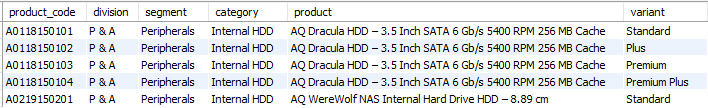 product_code division segment category product variant
A0118150101 P & A Peripherals Internal HDD AQ Dracula HDD – 3.5 Inch SATA 6 Gb/s 5400 RPM 256 MB Cache Standard
A0118150102 P & A Peripherals Internal HDD AQ Dracula HDD – 3.5 Inch SATA 6 Gb/s 5400 RPM 256 MB Cache Plus
A0118150103 P & A Peripherals Internal HDD AQ Dracula HDD – 3.5 Inch SATA 6 Gb/s 5400 RPM 256 MB Cache Premium
A0118150104 P & A Peripherals Internal HDD AQ Dracula HDD – 3.5 Inch SATA 6 Gb/s 5400 RPM 256 MB Cache Premium Plus
A0219150201 P & A Peripherals Internal HDD AQ WereWolf NAS Internal Hard Drive HDD – 8.89 cm Standard